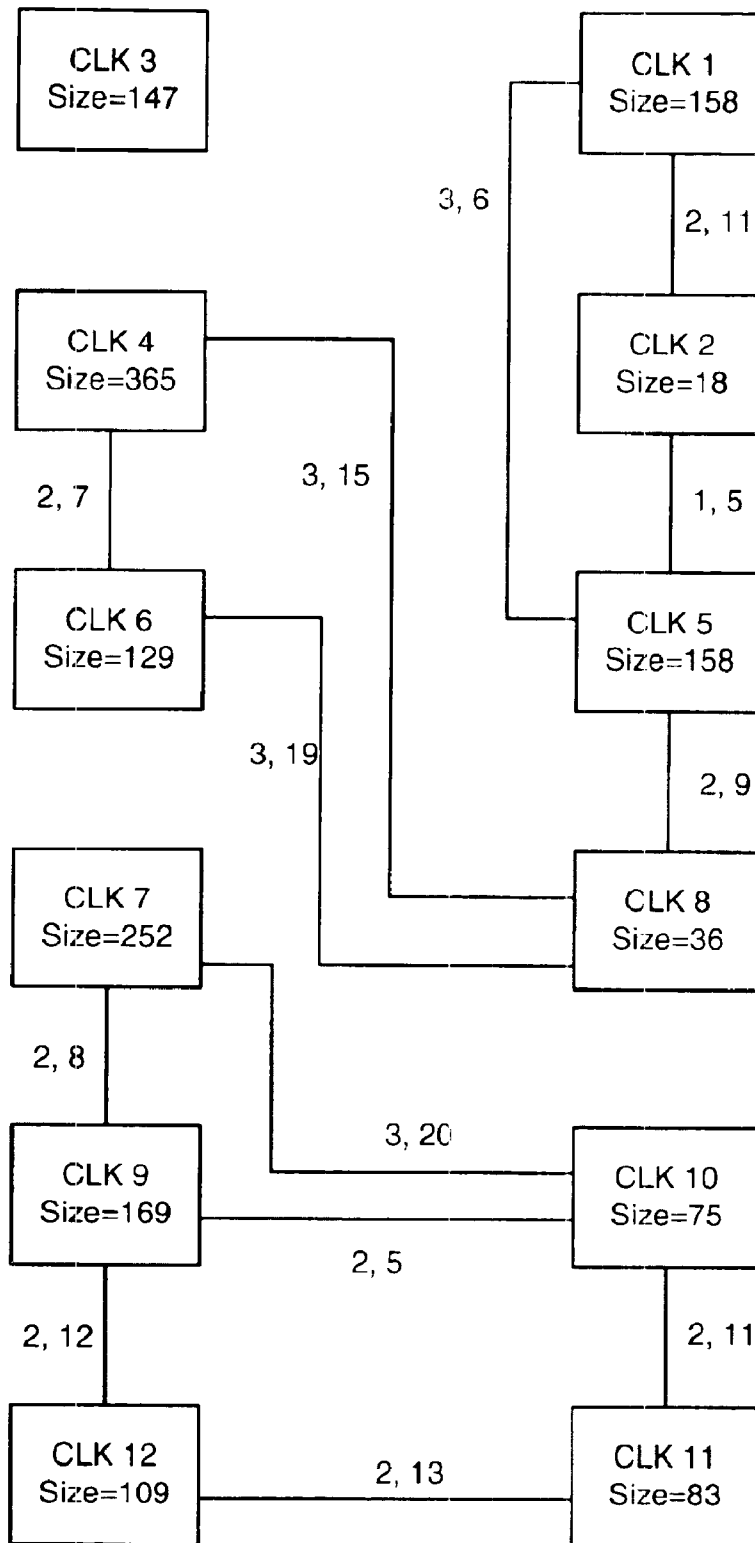 CLK 3
Size=147
CLK 1
Size=158
3, 6
2, 11
CLK 4
Size=365
CLK 2
Size=18
2, 7
3, 15
1, 5
CLK 6
Size=129
CLK 5
Size=158
3, 19
2, 9
CLK 7
Size=252
CLK 8
Size=36
2, 8
3, 20
CLK 9
Size=169
CLK 10
Size=75
2, 5
2, 12
2, 11
CLK 12
Size=109
2, 13
CLK 11
Size=83